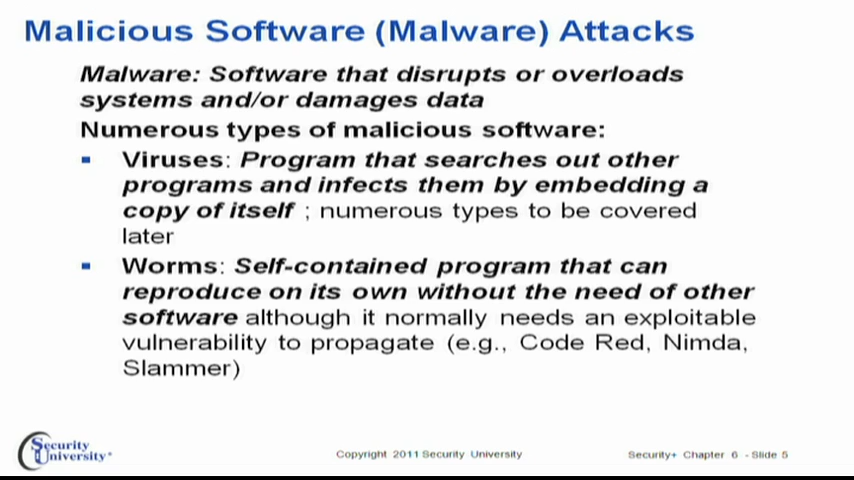 Malicious Software (Malware) Attacks
Malware: Software that disrupts or overloads
systems and/or damages data
Numerous types of malicious software:
Viruses: Program that searches out other
programs and infects them by embedding a
copy of itself ; numerous types to be covered
later
Worms: Self-contained program that can
reproduce on its own without the need of other
software although it normally needs an exploitable
vulnerability to propagate (e.g., Code Red, Nimda,
Slammer)
Security
University
Copyright 2011 Security University
Security+ Chapter 6 - Slide 5